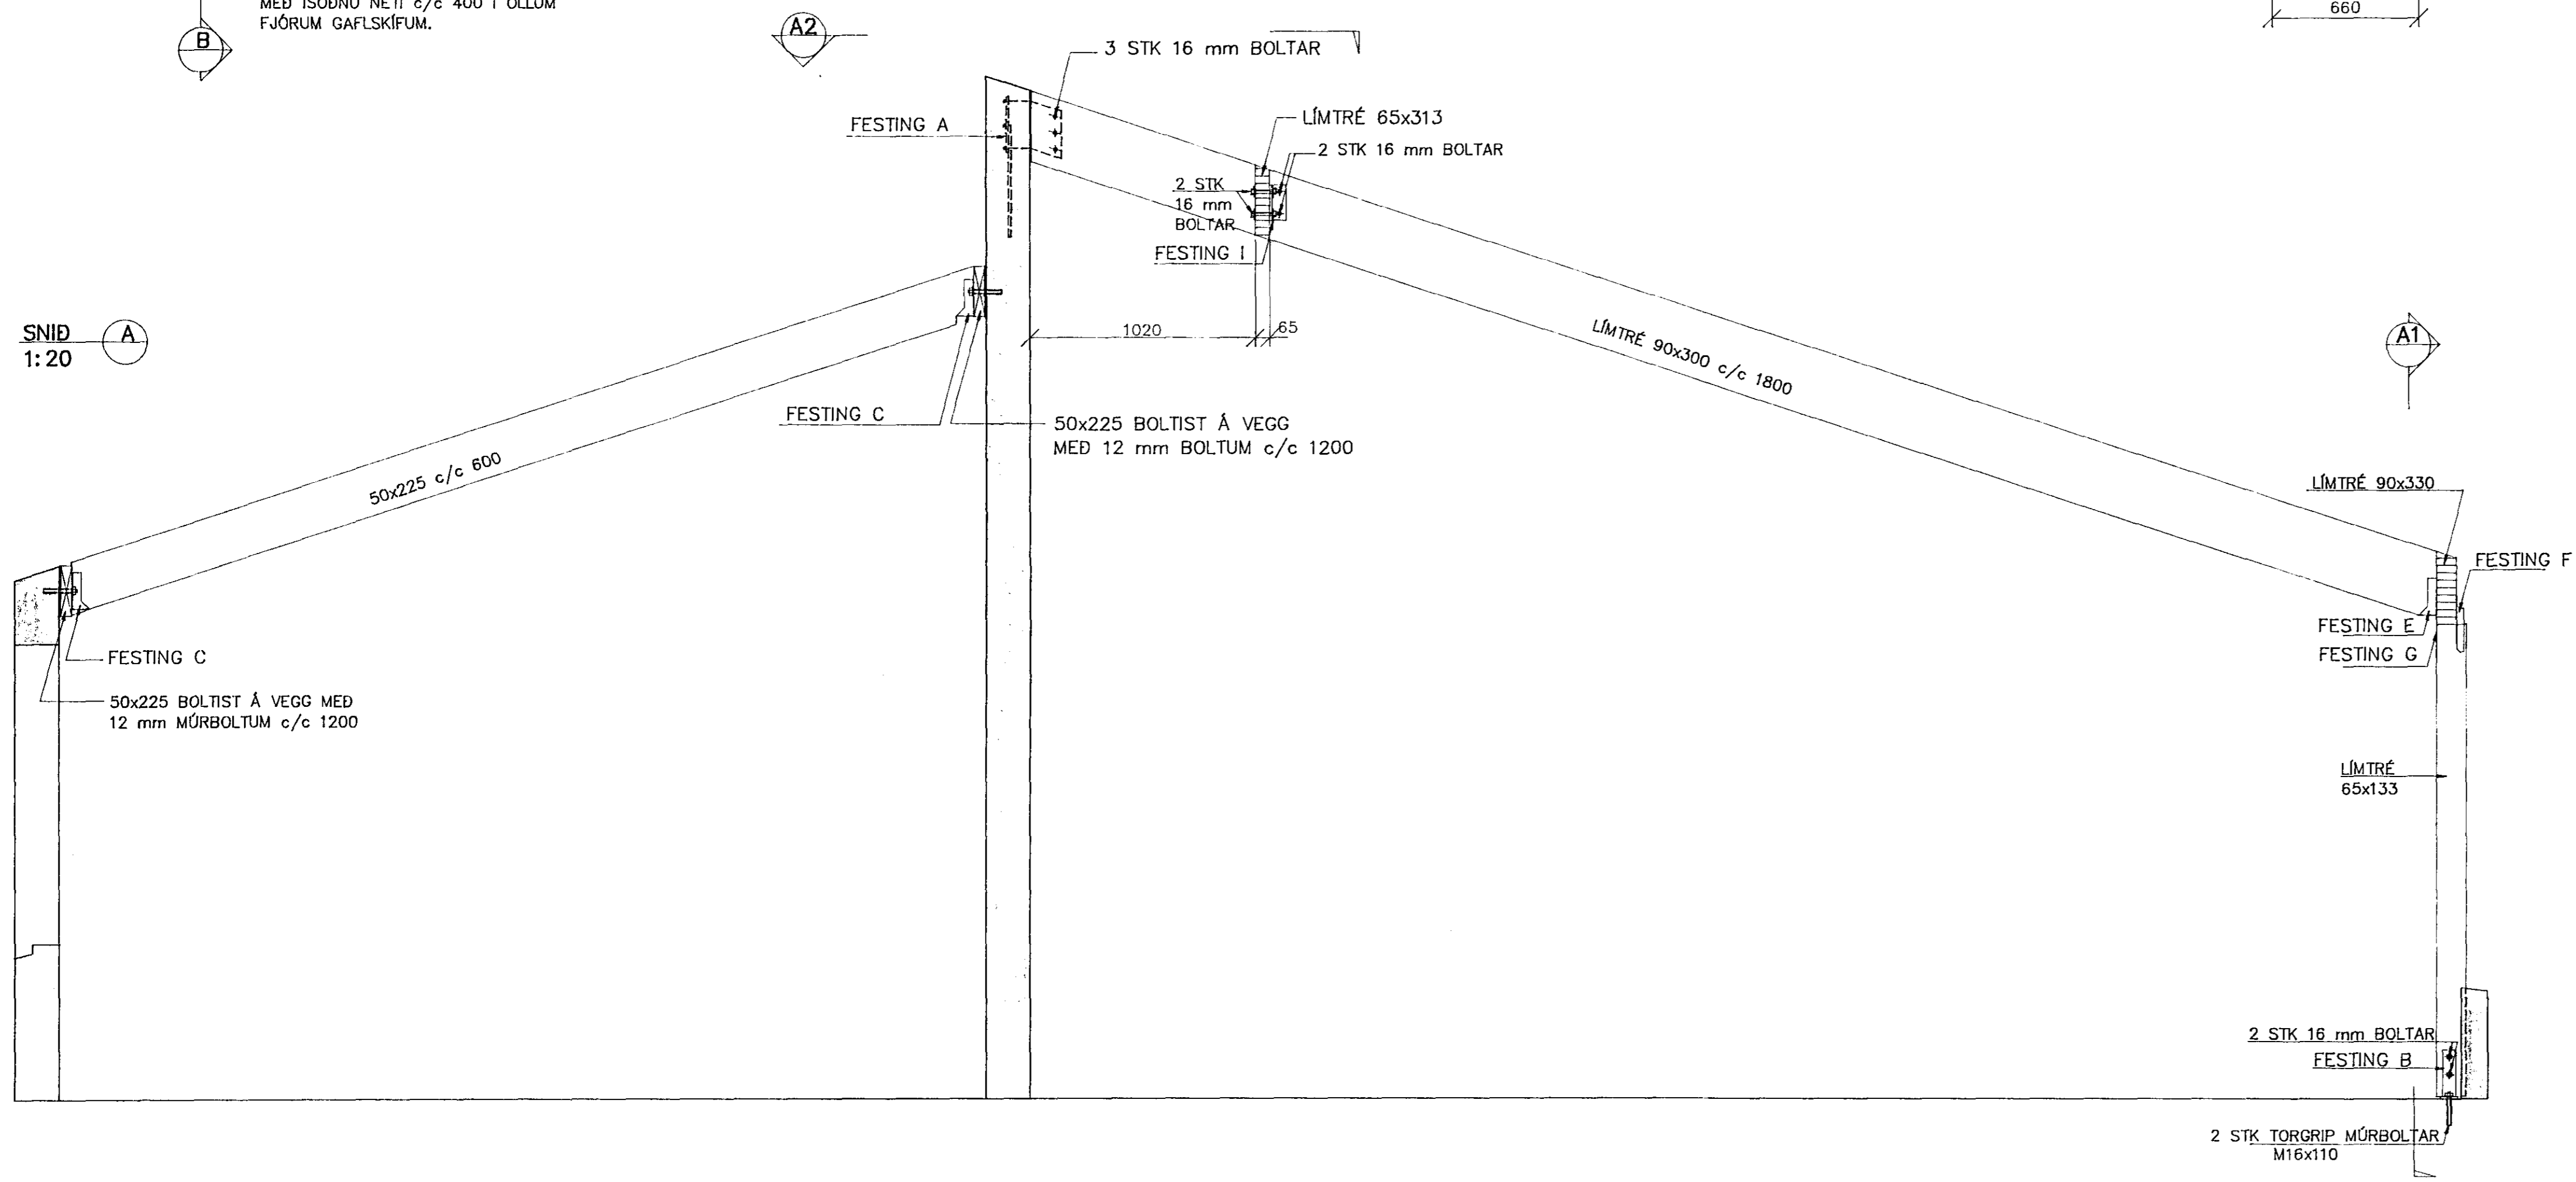 MEÐ ÍSOÐNU NETI c/c 400 Í ÖLLUM
FJÓRUM GAFLSKÍFUM.
B
A2
660
3 STK 16 mm BOLTAR
FESTING A
LÍMTRÉ 65x313
2 STK 16 mm BOLTAR
2 STK
16 mm
BOLTAR
FESTING I
SNIÐ
1:20
A
1020
65
LÍMTRÉ 90x300 c/c 1800
A1
FESTING C
50x225 BOLTIST Á VEGG
MEÐ 12 mm BOLTUM c/c 1200
50x225 c/c 600
LÍMTRÉ 90x330
FESTING F
FESTING E
FESTING G
FESTING C
50x225 BOLTIST Á VEGG MEÐ
12 mm MÚRBOLTUM c/c 1200
LÍMTRÉ
65x133
2 STK 16 mm BOLTAR
FESTING B
2 STK TORGRIP MÚRBOLTAR
M16x110